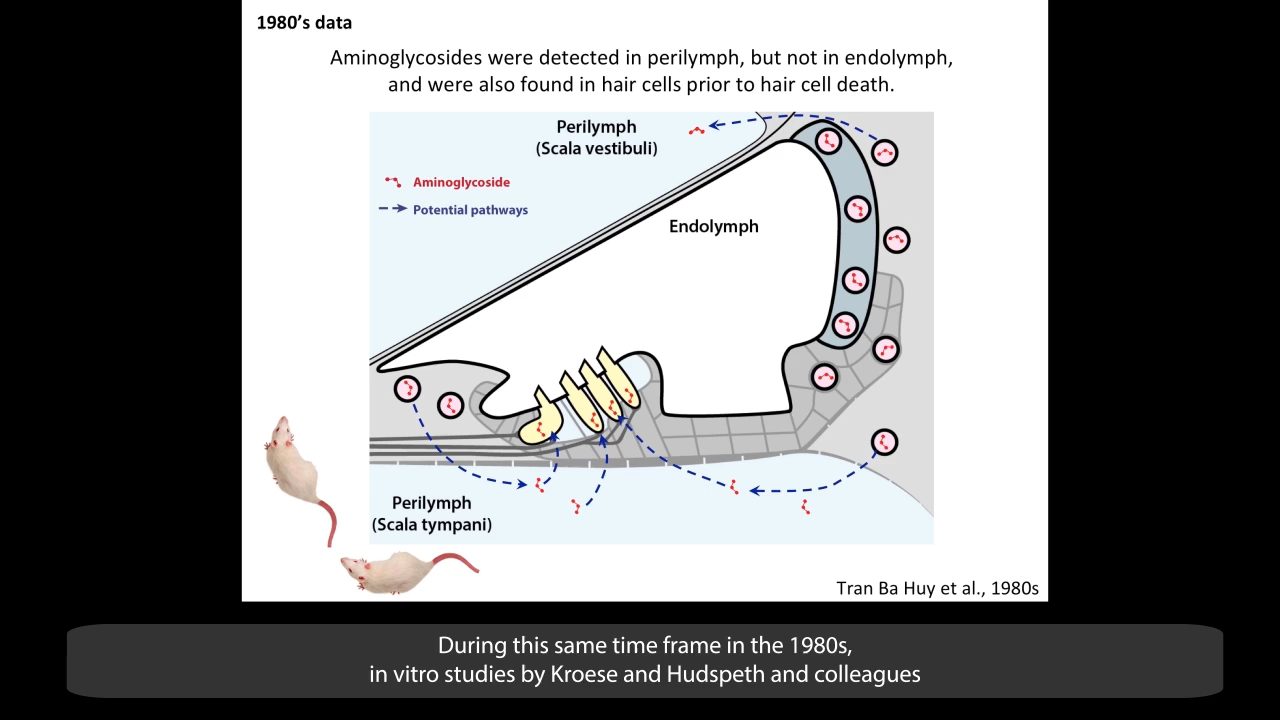 1980's data
Aminoglycosides were detected in perilymph, but not in endolymph,
and were also found in hair cells prior to hair cell death.
Perilymph
(Scala vestibuli)
Aminoglycoside
Potential pathways
Endolymph
Perilymph
(Scala tympani)
Tran Ba Huy et al., 1980s
During this same time frame in the 1980s,
in vitro studies by Kroese and Hudspeth and colleagues